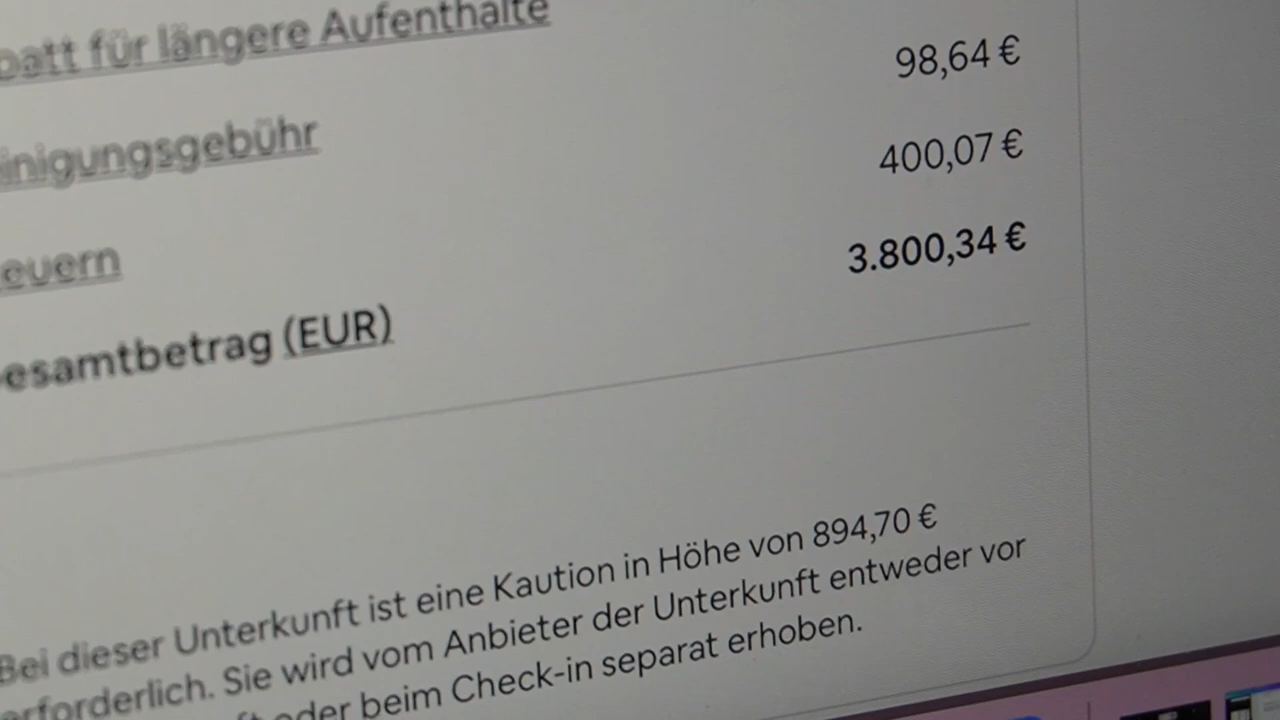 batt für längere Aufenthalte
98,64 €
inigungsgebühr
400,07 €
euern
3.800,34 €
esamtbetrag (EUR)
Bei dieser Unterkunft ist eine Kaution in Höhe von 894,70 €
erforderlich. Sie wird vom Anbieter der Unterkunft entweder vor
oder beim Check-in separat erhoben.